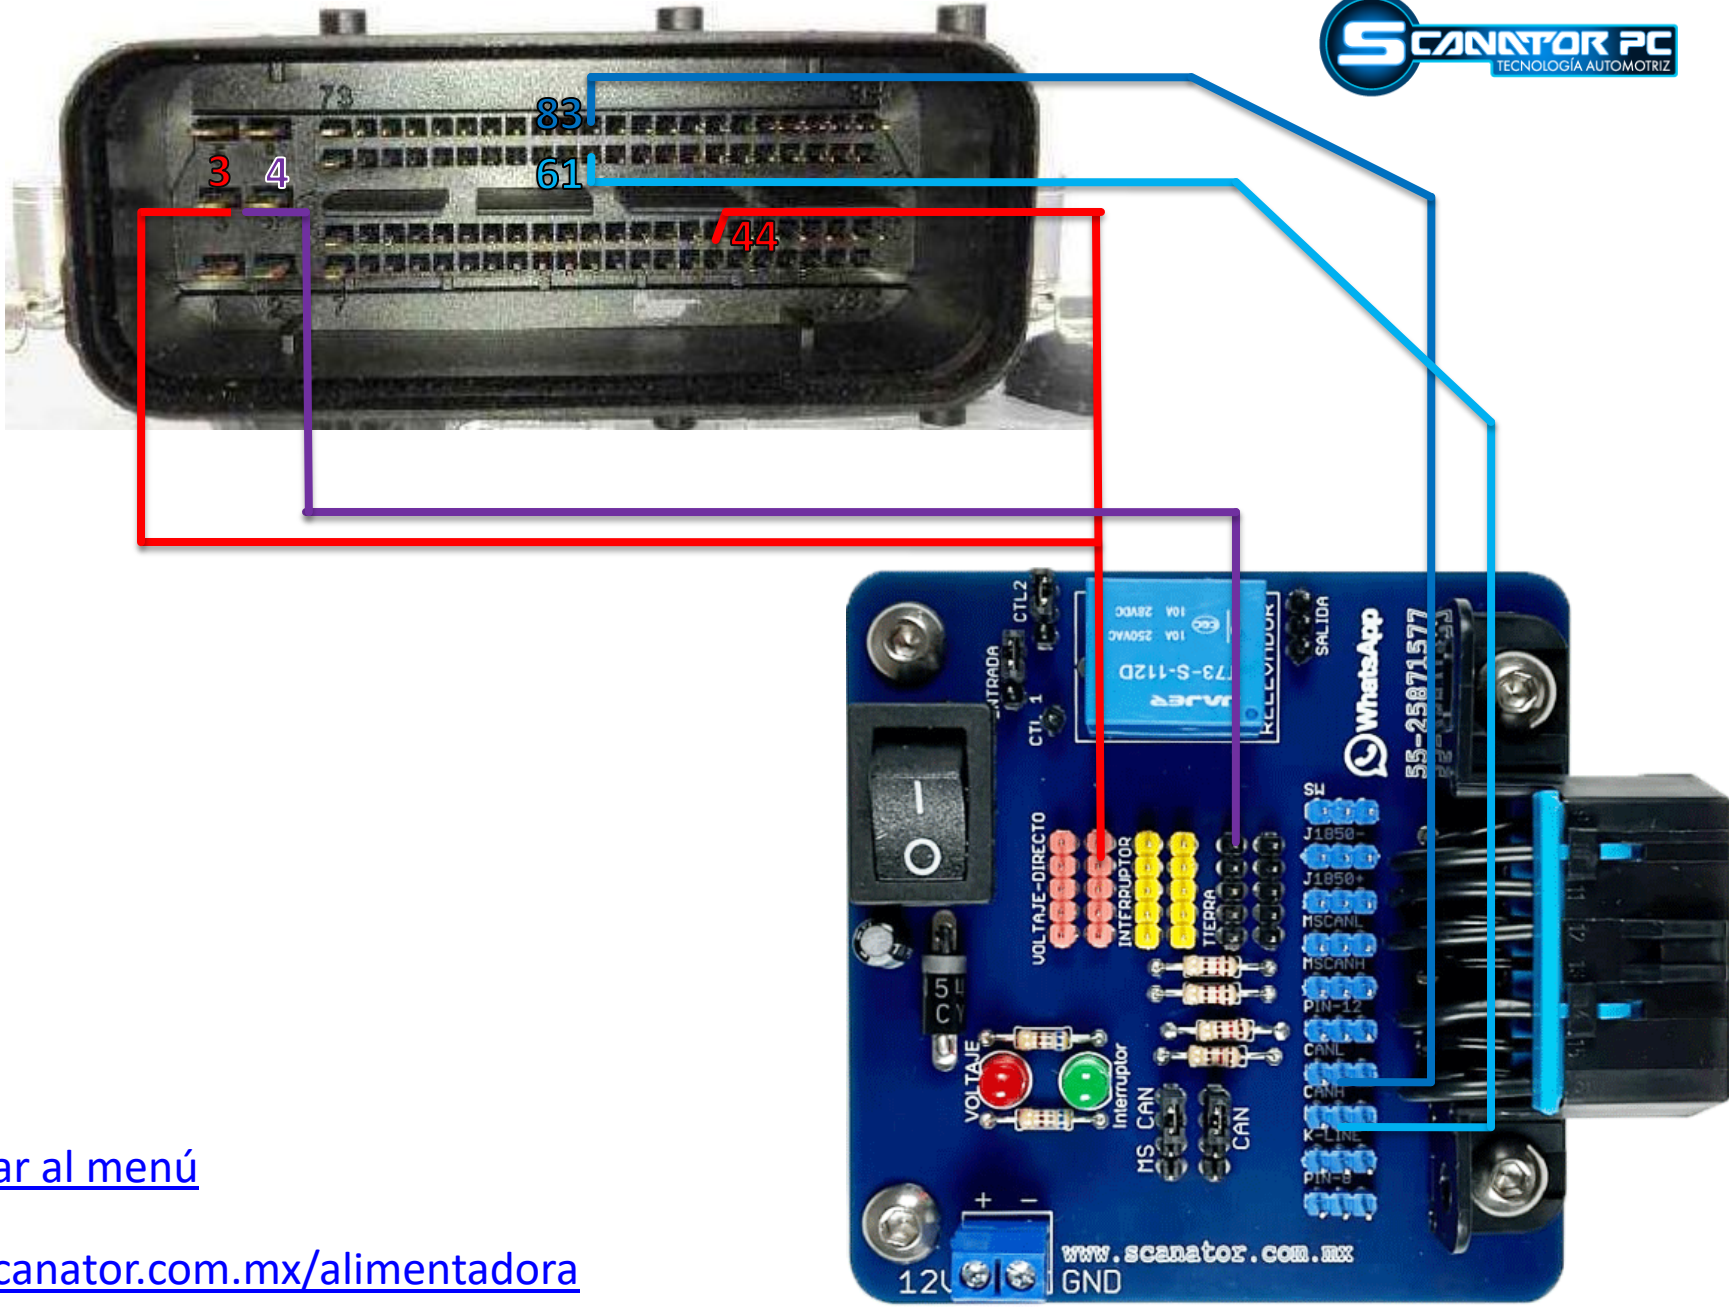 SCANATOR PC
TECNOLOGÍA AUTOMOTRIZ
73
83
3
4
61
44
2
CTL2
ENTRADA
CTL 1
10A 250VAC
10A 28VDC
T73-S-112D
RELEVADOR
SALIDA
WhatsApp
55-25871577
VOLTAJE-DIRECTO
INTERRUPTOR
TIERRA
SW
J1850-
J1850+
MSCANL
MSCANH
PIN-12
CANL
CANH
K-LINE
PIN-8
VOLTAJE
Interruptor
MS CAN
CAN
+ -
12V
GND
www.scanator.com.mx
ar al menú
canator.com.mx/alimentadora